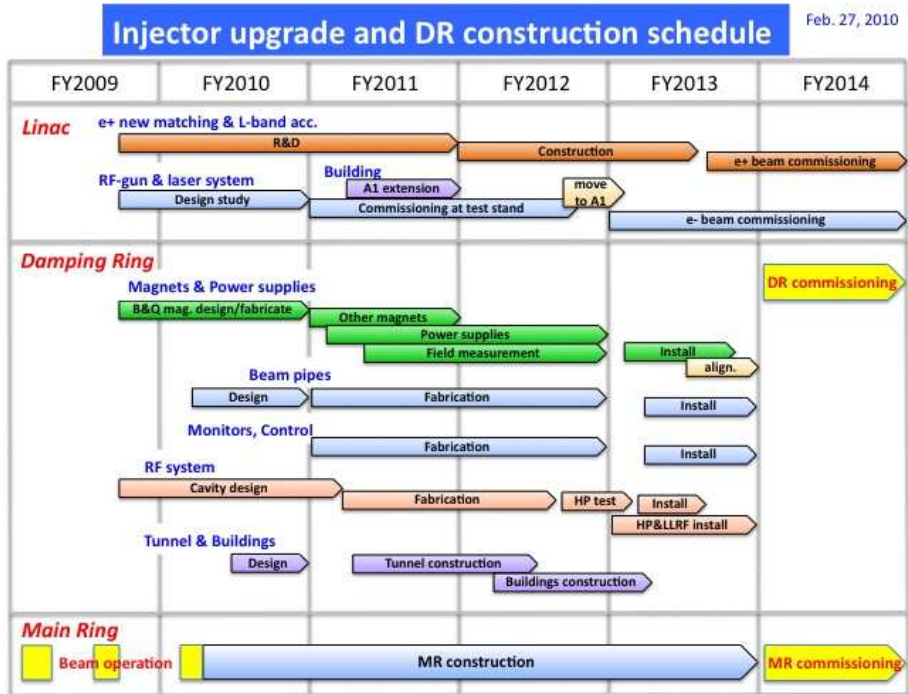 Injector upgrade and DR construction schedule
Feb. 27, 2010
FY2009 FY2010 FY2011 FY2012 FY2013 FY2014
Linac
e+ new matching & L-band acc.
R&D
Construction
e+ beam commissioning
RF-gun & laser system
Building
Design study
A1 extension
move
to A1
Commissioning at test stand
e- beam commissioning
Damping Ring
DR commissioning
Magnets & Power supplies
B&Q mag. design/fabricate
Other magnets
Power supplies
Field measurement
Install
align.
Beam pipes
Design
Fabrication
Install
Monitors, Control
Fabrication
Install
RF system
Cavity design
Fabrication
HP test
Install
HP&LLRF install
Tunnel & Buildings
Design
Tunnel construction
Buildings construction
Main Ring
Beam operation
MR construction
MR commissioning